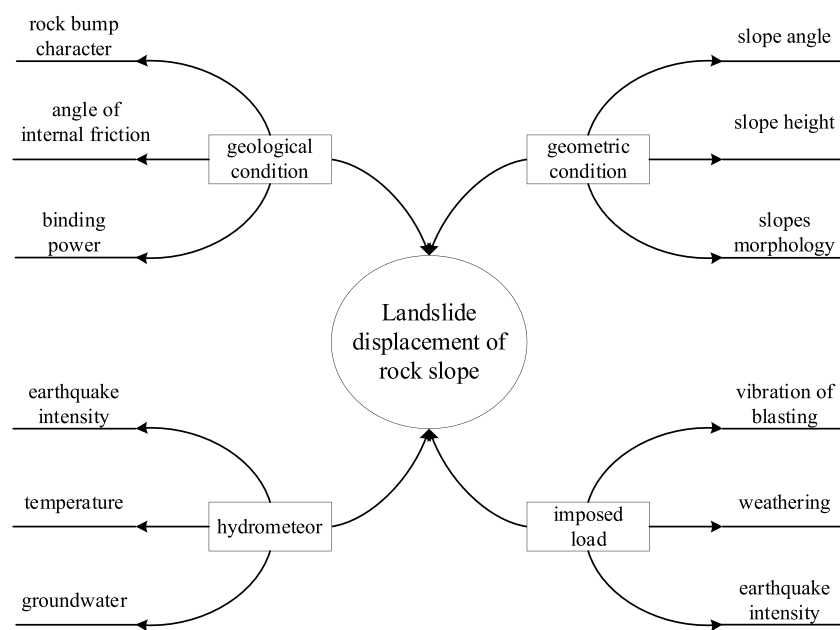 rock bump
character
angle of
internal friction
binding
power
geological
condition
slope angle
slope height
slopes
morphology
geometric
condition
Landslide
displacement of
rock slope
earthquake
intensity
temperature
groundwater
hydrometeor
vibration of
blasting
weathering
earthquake
intensity
imposed
load